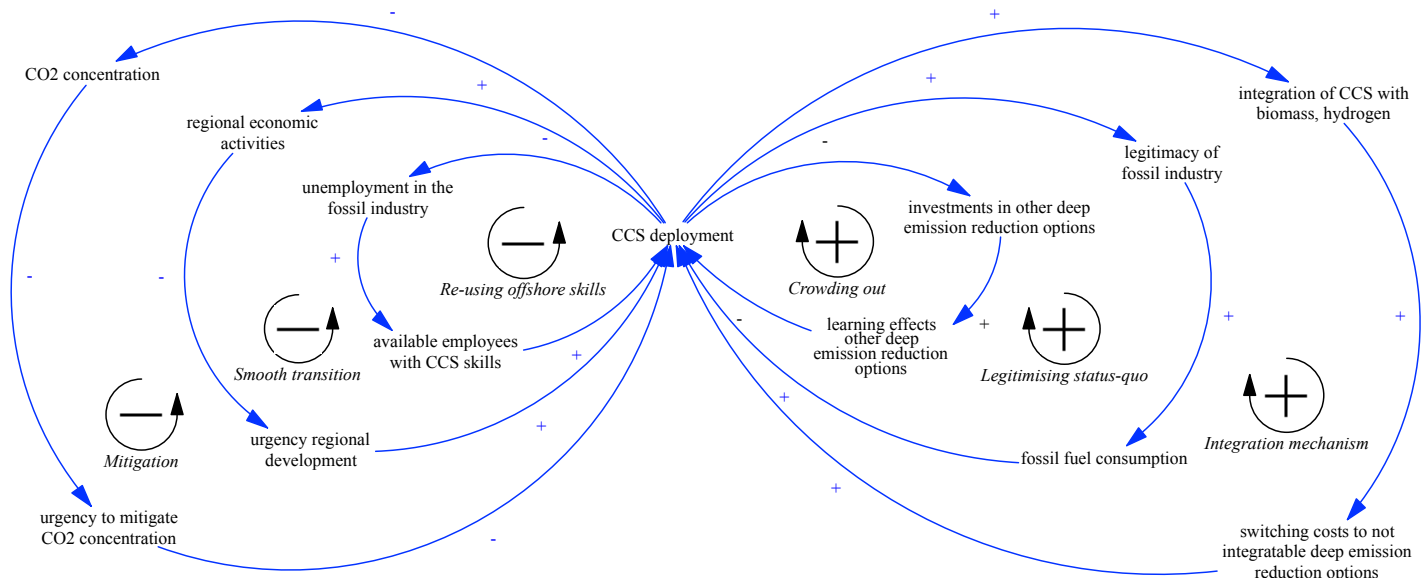 -
+
CO2 concentration
+
+
integration of CCS with
biomass, hydrogen
regional economic
activities
-
-
legitimacy of
fossil industry
unemployment in the
fossil industry
investments in other deep
emission reduction options
CCS deployment
+
-
-
Re-using offshore skills
Crowding out
-
+
+
+
learning effects
other deep
emission reduction
options
available employees
with CCS skills
+
Smooth transition
Legitimising status-quo
+
+
urgency regional
development
Mitigation
Integration mechanism
fossil fuel consumption
+
urgency to mitigate
CO2 concentration
-
switching costs to not
integratable deep emission
reduction options